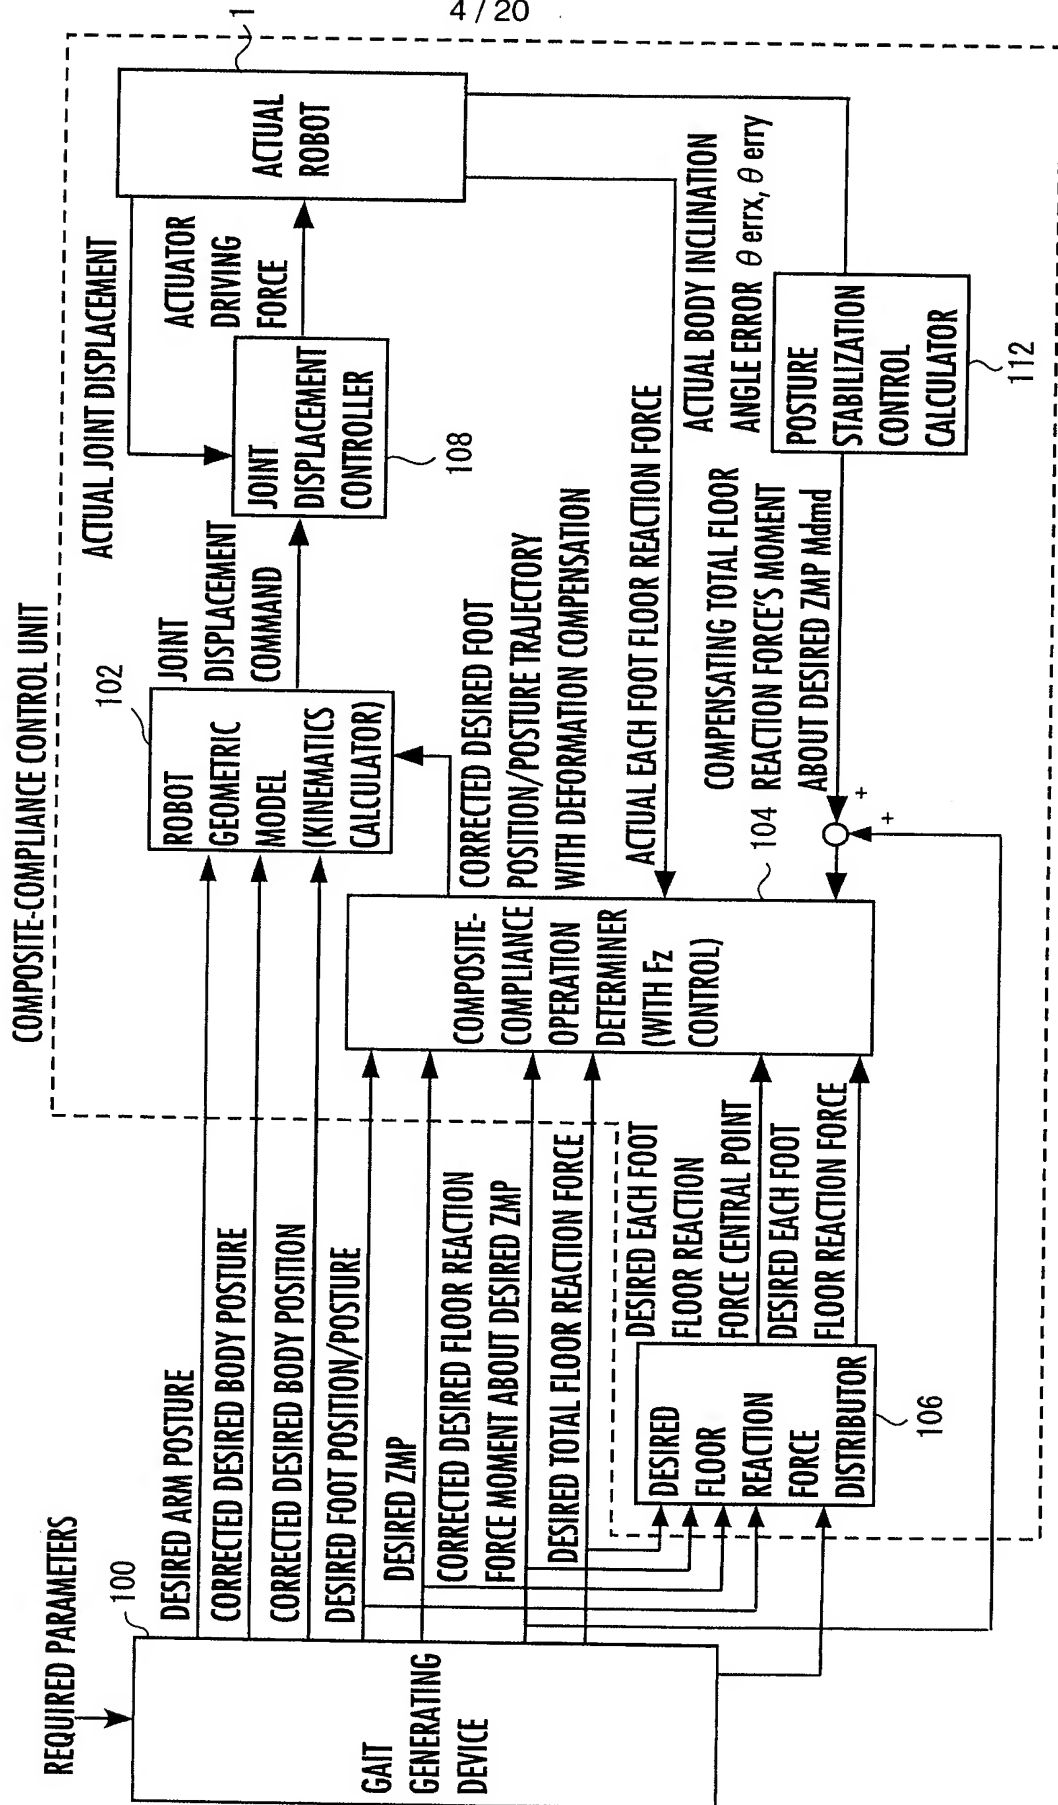 4 / 20
COMPOSITE-COMPLIANCE CONTROL UNIT
REQUIRED PARAMETERS
100
GAIT
GENERATING
DEVICE
DESIRED ARM POSTURE
CORRECTED DESIRED BODY POSTURE
CORRECTED DESIRED BODY POSITION
DESIRED FOOT POSITION/POSTURE
DESIRED ZMP
CORRECTED DESIRED FLOOR REACTION
FORCE MOMENT ABOUT DESIRED ZMP
DESIRED TOTAL FLOOR REACTION FORCE
DESIRED
FLOOR
REACTION
FORCE
DISTRIBUTOR
106
DESIRED EACH FOOT
FLOOR REACTION
FORCE CENTRAL POINT
DESIRED EACH FOOT
FLOOR REACTION FORCE
102
ROBOT
GEOMETRIC
MODEL
(KINEMATICS
CALCULATOR)
COMPOSITE-
COMPLIANCE
OPERATION
DETERMINER
(WITH Fz
CONTROL)
104
CORRECTED DESIRED FOOT
POSITION/POSTURE TRAJECTORY
WITH DEFORMATION COMPENSATION
JOINT
DISPLACEMENT
COMMAND
JOINT
DISPLACEMENT
CONTROLLER
108
ACTUAL JOINT DISPLACEMENT
ACTUATOR
DRIVING
FORCE
ACTUAL
ROBOT
1
ACTUAL EACH FOOT FLOOR REACTION FORCE
ACTUAL BODY INCLINATION
ANGLE ERROR θ errx, θ erry
POSTURE
STABILIZATION
CONTROL
CALCULATOR
112
COMPENSATING TOTAL FLOOR
REACTION FORCE'S MOMENT
ABOUT DESIRED ZMP Mdmd
+
+